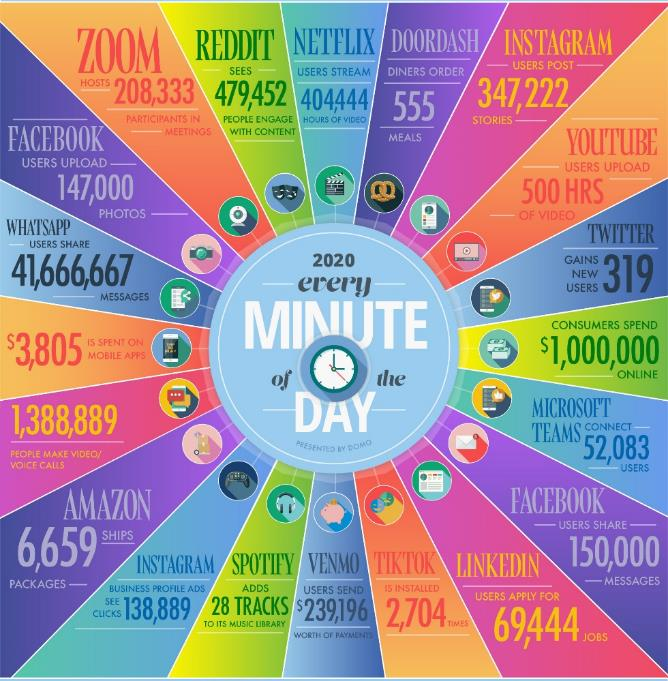 2020
every
MINUTE
of the
DAY
PRESENTED BY DOMO
ZOOM
HOSTS 208,333
PARTICIPANTS IN
MEETINGS
REDDIT
SEES
479,452
PEOPLE ENGAGE
WITH CONTENT
NETFLIX
USERS STREAM
404,444
HOURS OF VIDEO
DOORDASH
DINERS ORDER
555
MEALS
INSTAGRAM
USERS POST
347,222
STORIES
YOUTUBE
USERS UPLOAD
500 HRS
OF VIDEO
TWITTER
GAINS
NEW
USERS 319
CONSUMERS SPEND
$1,000,000
ONLINE
MICROSOFT
TEAMS CONNECT
52,083
USERS
FACEBOOK
USERS SHARE
150,000
MESSAGES
LINKEDIN
USERS APPLY FOR
69,444 JOBS
TIKTOK
IS INSTALLED
2,704 TIMES
VENMO
USERS SEND
$239,196
WORTH OF PAYMENTS
SPOTIFY
ADDS
28 TRACKS
TO ITS MUSIC LIBRARY
INSTAGRAM
BUSINESS PROFILE ADS
SEE
CLICKS 138,889
AMAZON
6,659 SHIPS
PACKAGES
1,388,889
PEOPLE MAKE VIDEO/
VOICE CALLS
$3,805 IS SPENT ON
MOBILE APPS
WHATSAPP
USERS SHARE
41,666,667
MESSAGES
FACEBOOK
USERS UPLOAD
147,000
PHOTOS